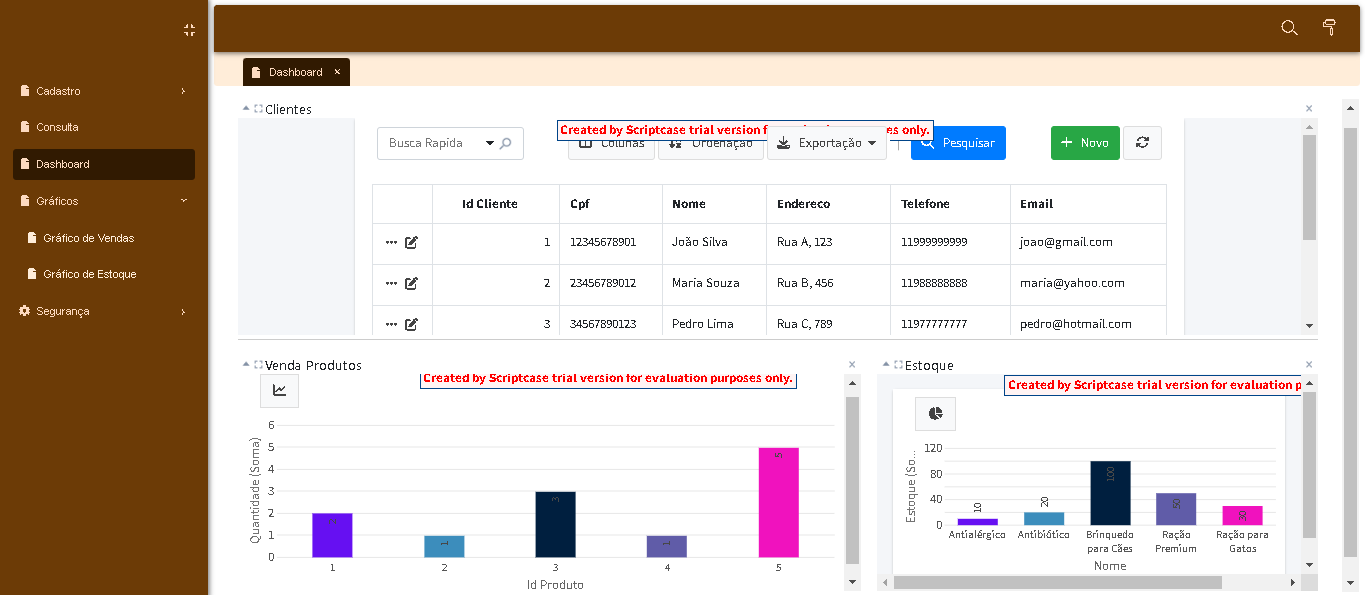 Cadastro
Consulta
Dashboard
Gráficos
Gráfico de Vendas
Gráfico de Estoque
Segurança
Dashboard ×
Clientes
Busca Rapida
Created by Scriptcase trial version f es only.
Colunas Ordenação Exportação Pesquisar
Novo
Id Cliente Cpf Nome Endereco Telefone Email
1 12345678901 João Silva Rua A, 123 11999999999 joao@gmail.com
2 23456789012 Maria Souza Rua B, 456 11988888888 maria@yahoo.com
3 34567890123 Pedro Lima Rua C, 789 11977777777 pedro@hotmail.com
Venda Produtos
Created by Scriptcase trial version for evaluation purposes only.
Quantidade (Soma)
6
5
4
3
2
1
0
2 1 3 1 5
1 2 3 4 5
Id Produto
Estoque
Created by Scriptcase trial version for evaluation p
Estoque (So...
120
80
40
0
10 20 100 50 30
Antialérgico Antibiótico Brinquedo para Cães Ração Premium Ração para Gatos
Nome